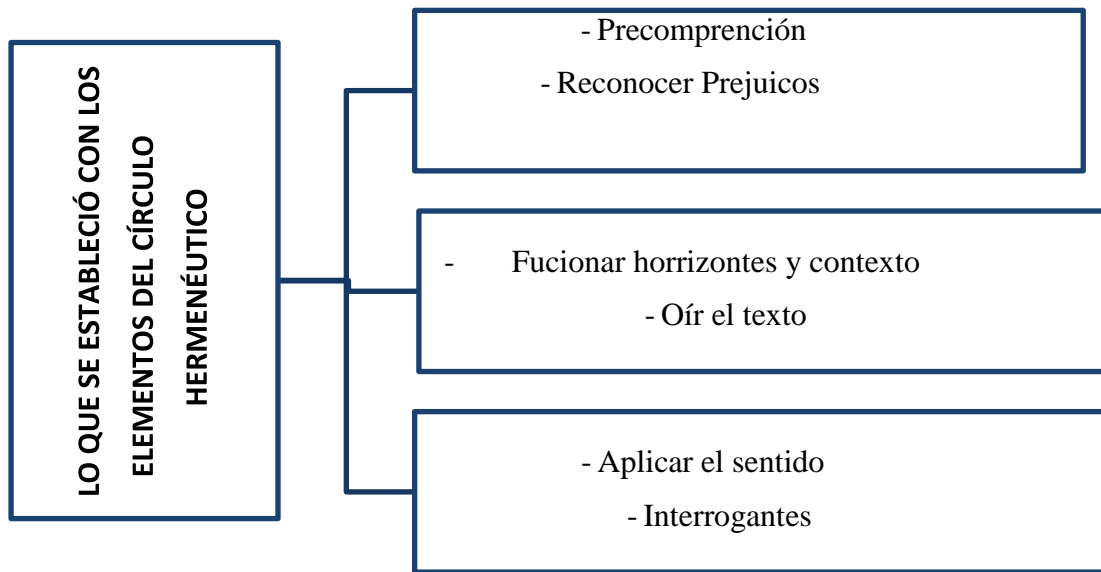 LO QUE SE ESTABLECIÓ CON LOS
ELEMENTOS DEL CÍRCULO
HERMENÉUTICO
- Precomprención
- Reconocer Prejuicos
- Fucionar horrizontes y contexto
- Oír el texto
- Aplicar el sentido
- Interrogantes